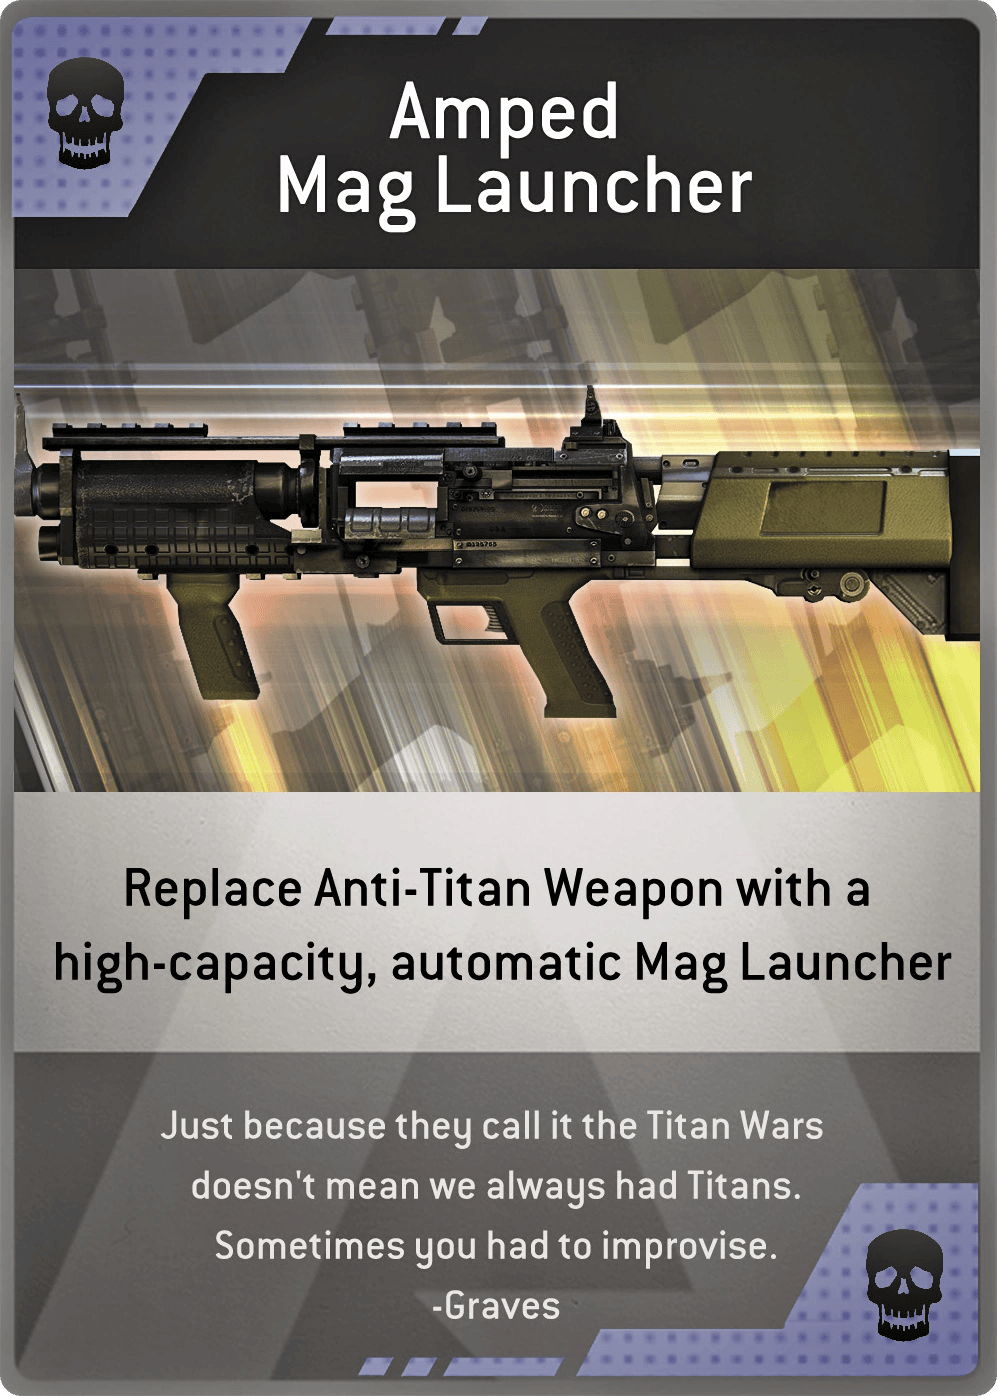 Amped
Mag Launcher
Replace Anti-Titan Weapon with a
high-capacity, automatic Mag Launcher
Just because they call it the Titan Wars
doesn't mean we always had Titans.
Sometimes you had to improvise.
-Graves